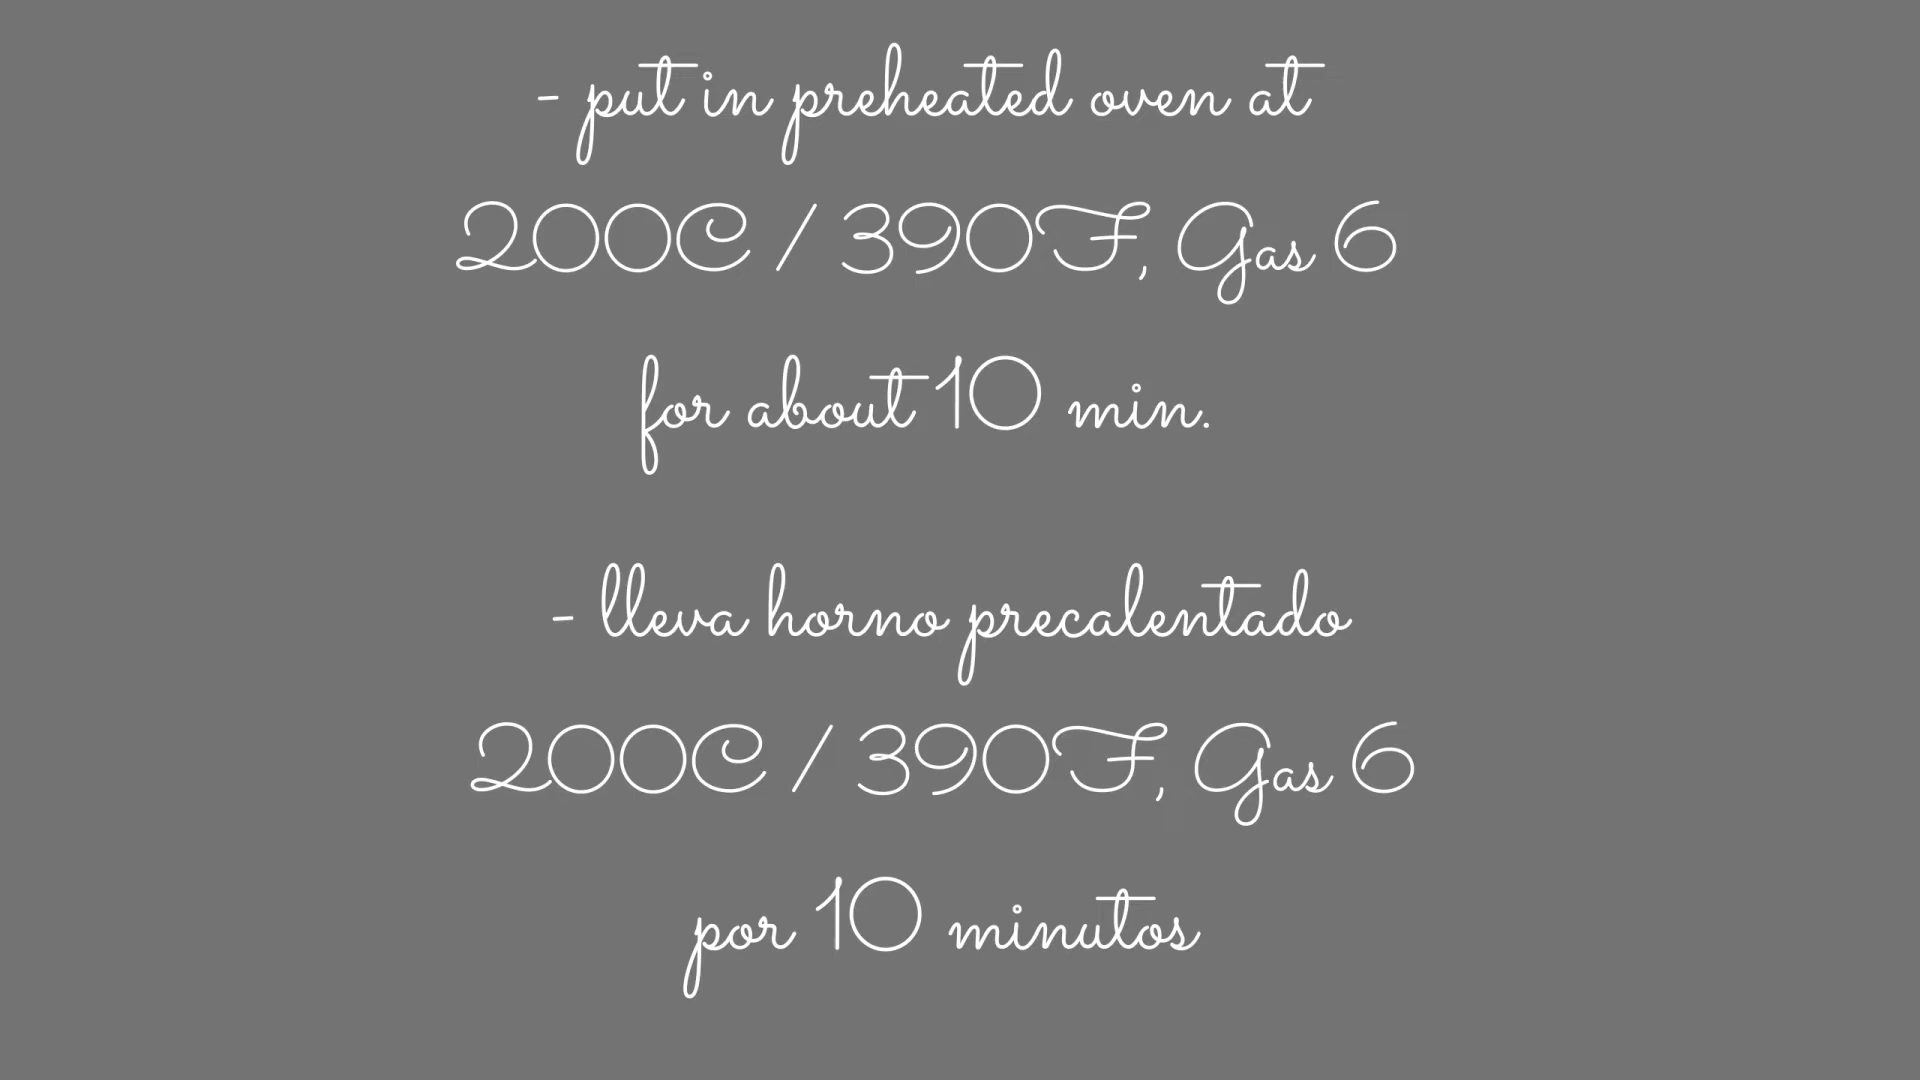 - put in preheated oven at
200C / 390F, Gas 6
for about 10 min.
- lleva horno precalentado
200C / 390F, Gas 6
por 10 minutos